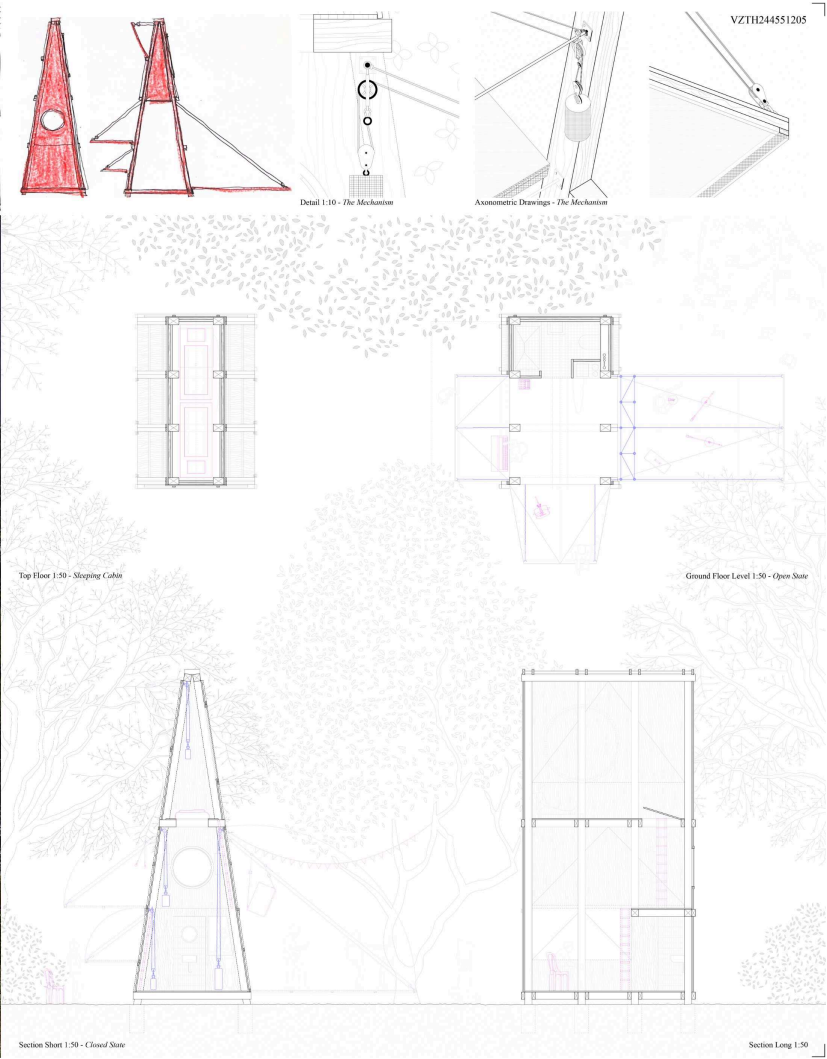 VZTH244551205
Detail 1:10 - The Mechanism
Axonometric Drawings - The Mechanism
Top Floor 1:50 - Sleeping Cabin
Ground Floor Level 1:50 - Open State
Section Short 1:50 - Closed State
Section Long 1:50